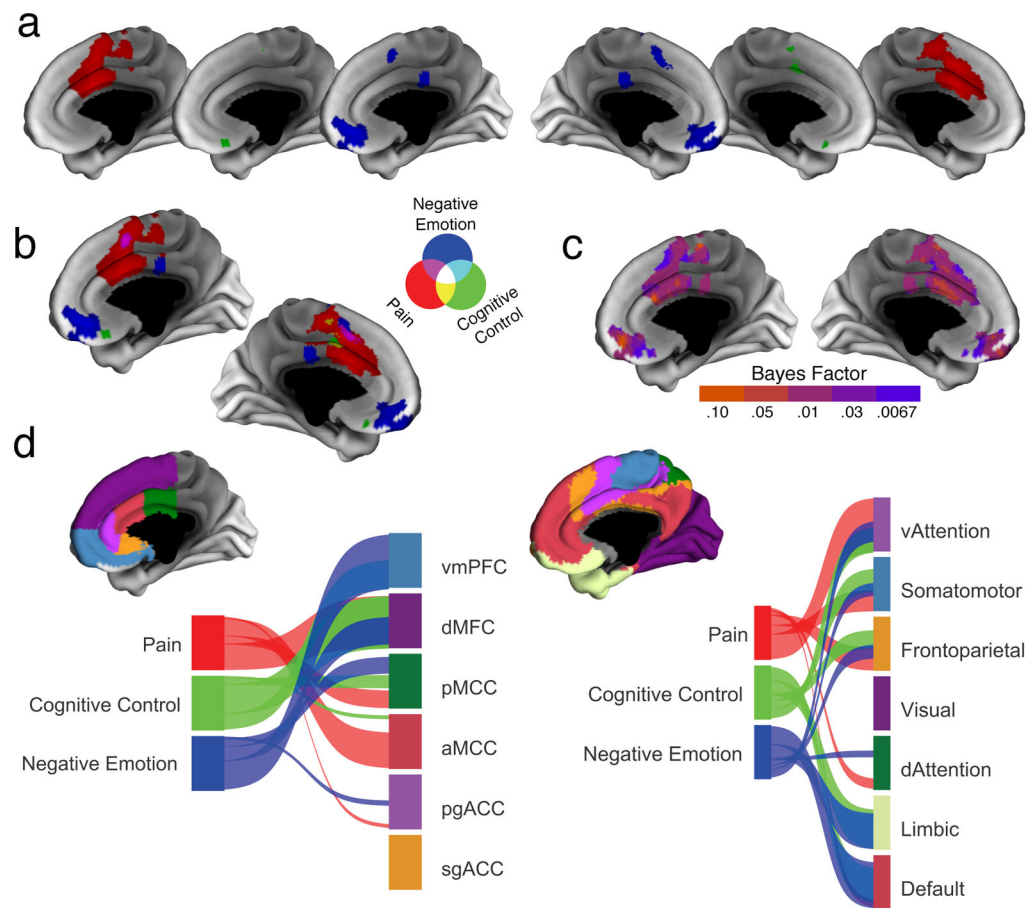 a
b
Negative
Emotion
Pain
Cognitive
Control
c
Bayes Factor
.10 .05 .01 .03 .0067
d
Pain
Cognitive Control
Negative Emotion
vmPFC
dMFC
pMCC
aMCC
pgACC
sgACC
Pain
Cognitive Control
Negative Emotion
vAttention
Somatomotor
Frontoparietal
Visual
dAttention
Limbic
Default